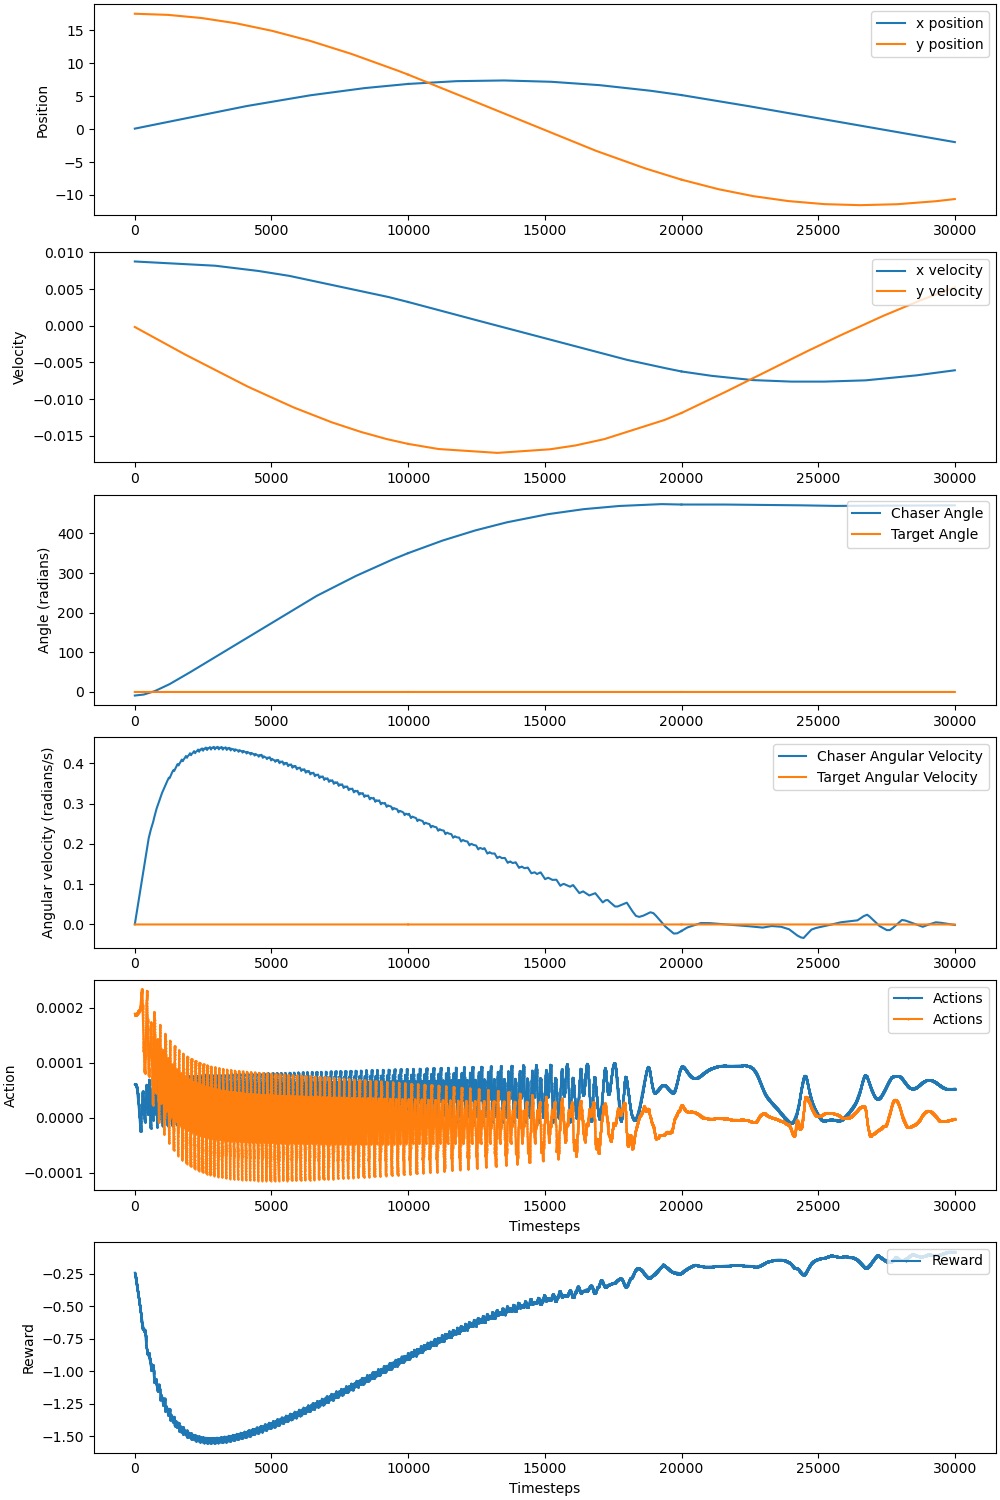 15
10
5
0
−5
−10
Position
x position
y position
0 5000 10000 15000 20000 25000 30000
0.010
0.005
0.000
−0.005
−0.010
−0.015
Velocity
x velocity
y velocity
0 5000 10000 15000 20000 25000 30000
400
300
200
100
0
Angle (radians)
Chaser Angle
Target Angle
0 5000 10000 15000 20000 25000 30000
0.4
0.3
0.2
0.1
0.0
Angular velocity (radians/s)
Chaser Angular Velocity
Target Angular Velocity
0 5000 10000 15000 20000 25000 30000
0.0002
0.0001
0.0000
−0.0001
Action
Actions
Actions
0 5000 10000 15000 20000 25000 30000
Timesteps
−0.25
−0.50
−0.75
−1.00
−1.25
−1.50
Reward
Reward
0 5000 10000 15000 20000 25000 30000
Timesteps